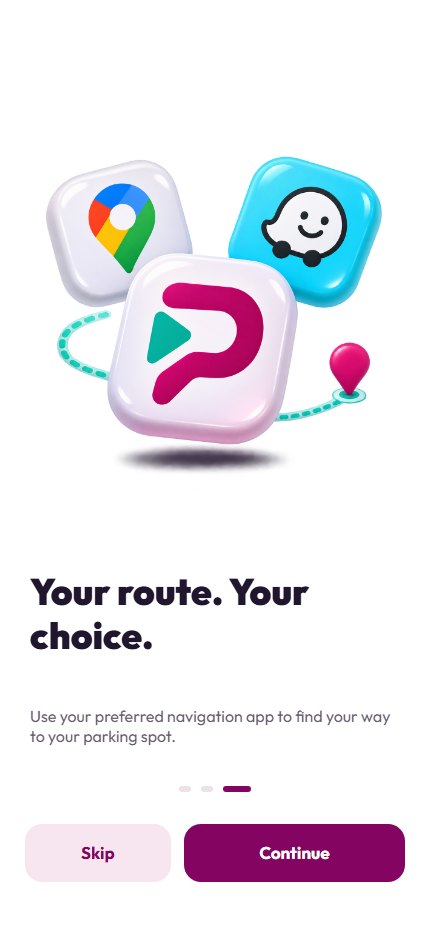 Your route. Your
choice.
Use your preferred navigation app to find your way
to your parking spot.
Skip
Continue